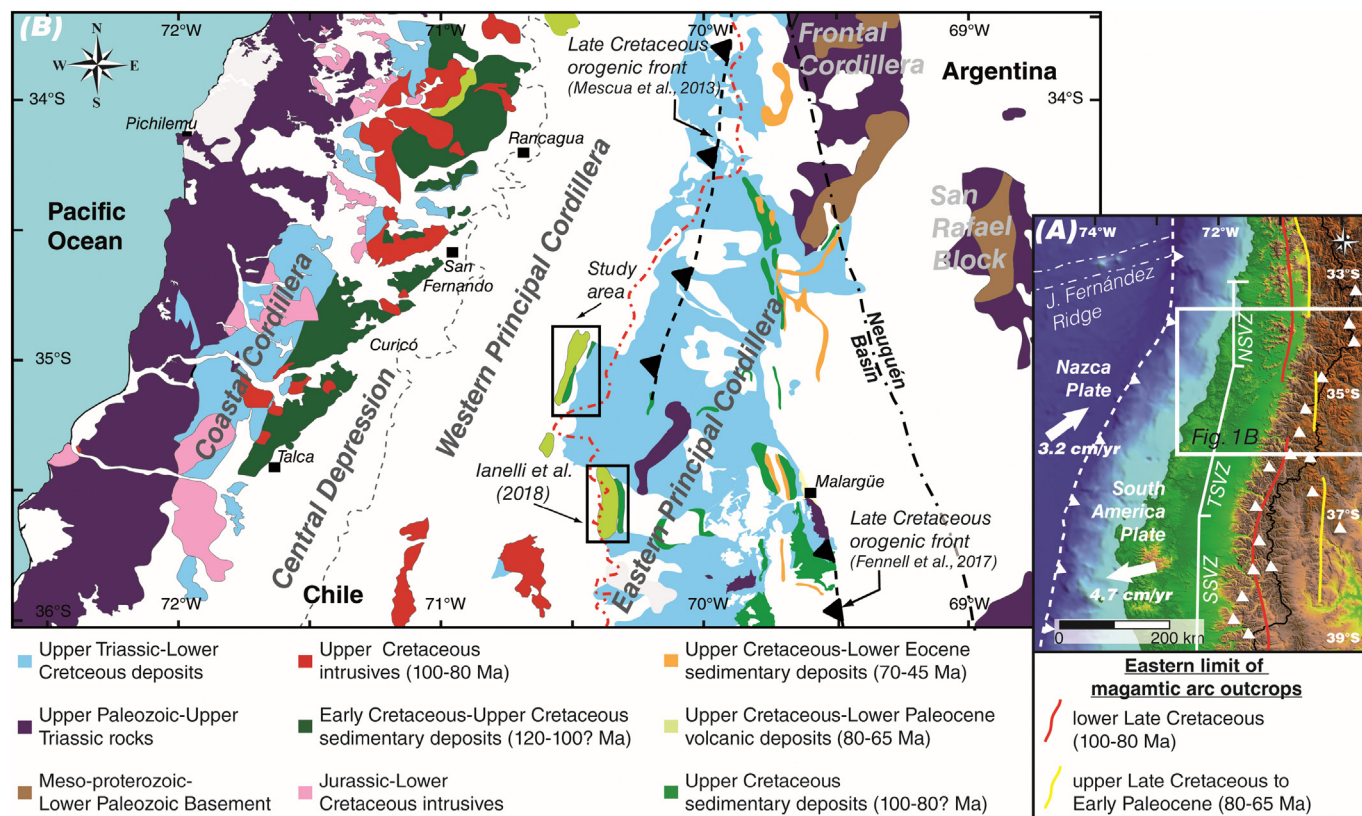 (B)
N
W E
S
72°W
71°W
70°W
69°W
34°S
34°S
35°S
36°S
72°W
71°W
70°W
69°W
Pacific
Ocean
Pichilemu
Rancagua
San
Fernando
Curicó
Talca
Coastal Cordillera
Central Depression
Chile
Western Principal Cordillera
Eastern Principal Cordillera
Late Cretaceous
orogenic front
(Mescua et al., 2013)
Frontal
Cordillera
Argentina
San
Rafael
Block
Study
area
Ianelli et al.
(2018)
Neuquén
Basin
Malargüe
Late Cretaceous
orogenic front
(Fennell et al., 2017)
(A)
74°W
72°W
33°S
35°S
37°S
39°S
J. Fernández
Ridge
Nazca
Plate
3.2 cm/yr
South
America
Plate
4.7 cm/yr
NSVZ
TSVZ
SSVZ
Fig. 1B
0 200 km
Upper Triassic-Lower
Cretceous deposits
Upper Paleozoic-Upper
Triassic rocks
Meso-proterozoic-
Lower Paleozoic Basement
Upper Cretaceous
intrusives (100-80 Ma)
Early Cretaceous-Upper Cretaceous
sedimentary deposits (120-100? Ma)
Jurassic-Lower
Cretaceous intrusives
Upper Cretaceous-Lower Eocene
sedimentary deposits (70-45 Ma)
Upper Cretaceous-Lower Paleocene
volcanic deposits (80-65 Ma)
Upper Cretaceous
sedimentary deposits (100-80? Ma)
Eastern limit of
magamtic arc outcrops
lower Late Cretaceous
(100-80 Ma)
upper Late Cretaceous to
Early Paleocene (80-65 Ma)